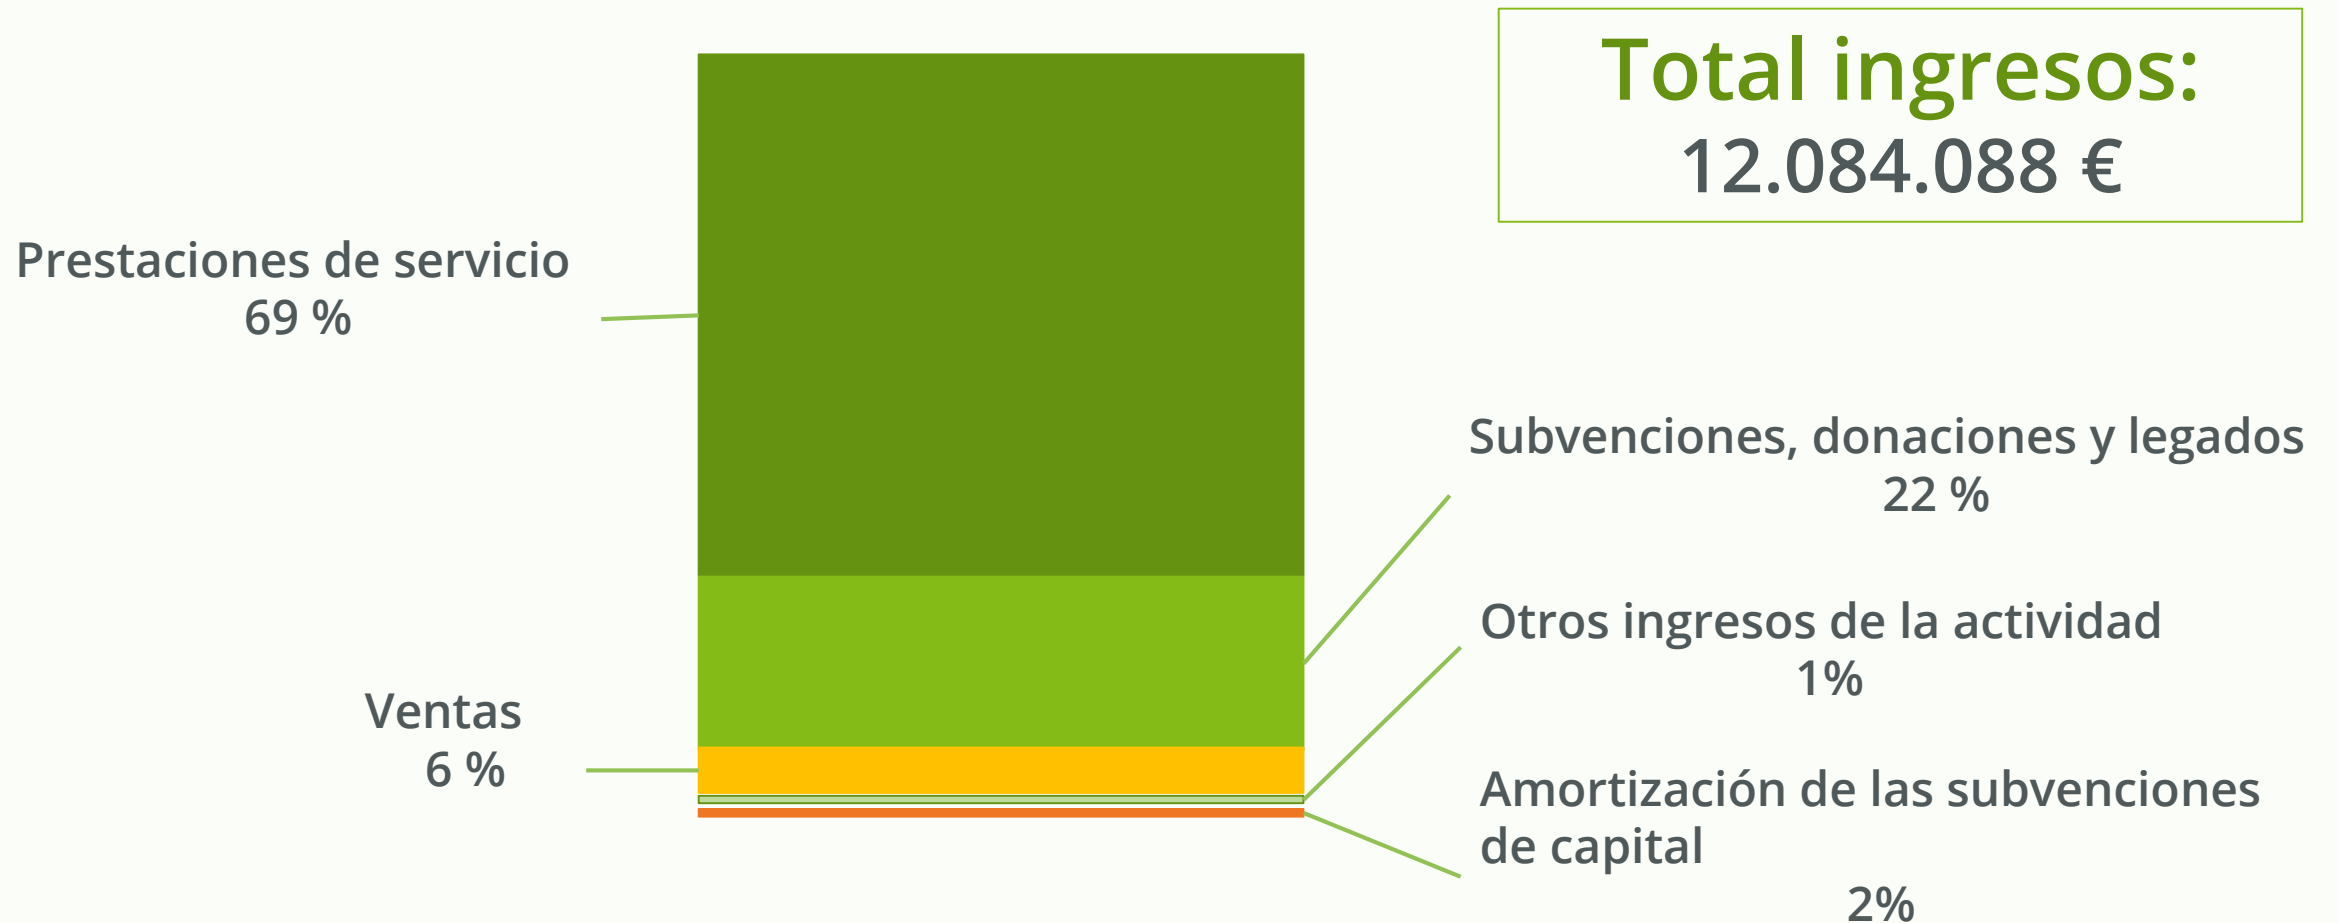 Total ingresos:
12.084.088 €
Prestaciones de servicio
69 %
Subvenciones, donaciones y legados
22 %
Otros ingresos de la actividad
1%
Ventas
6 %
Amortización de las subvenciones
de capital
2%